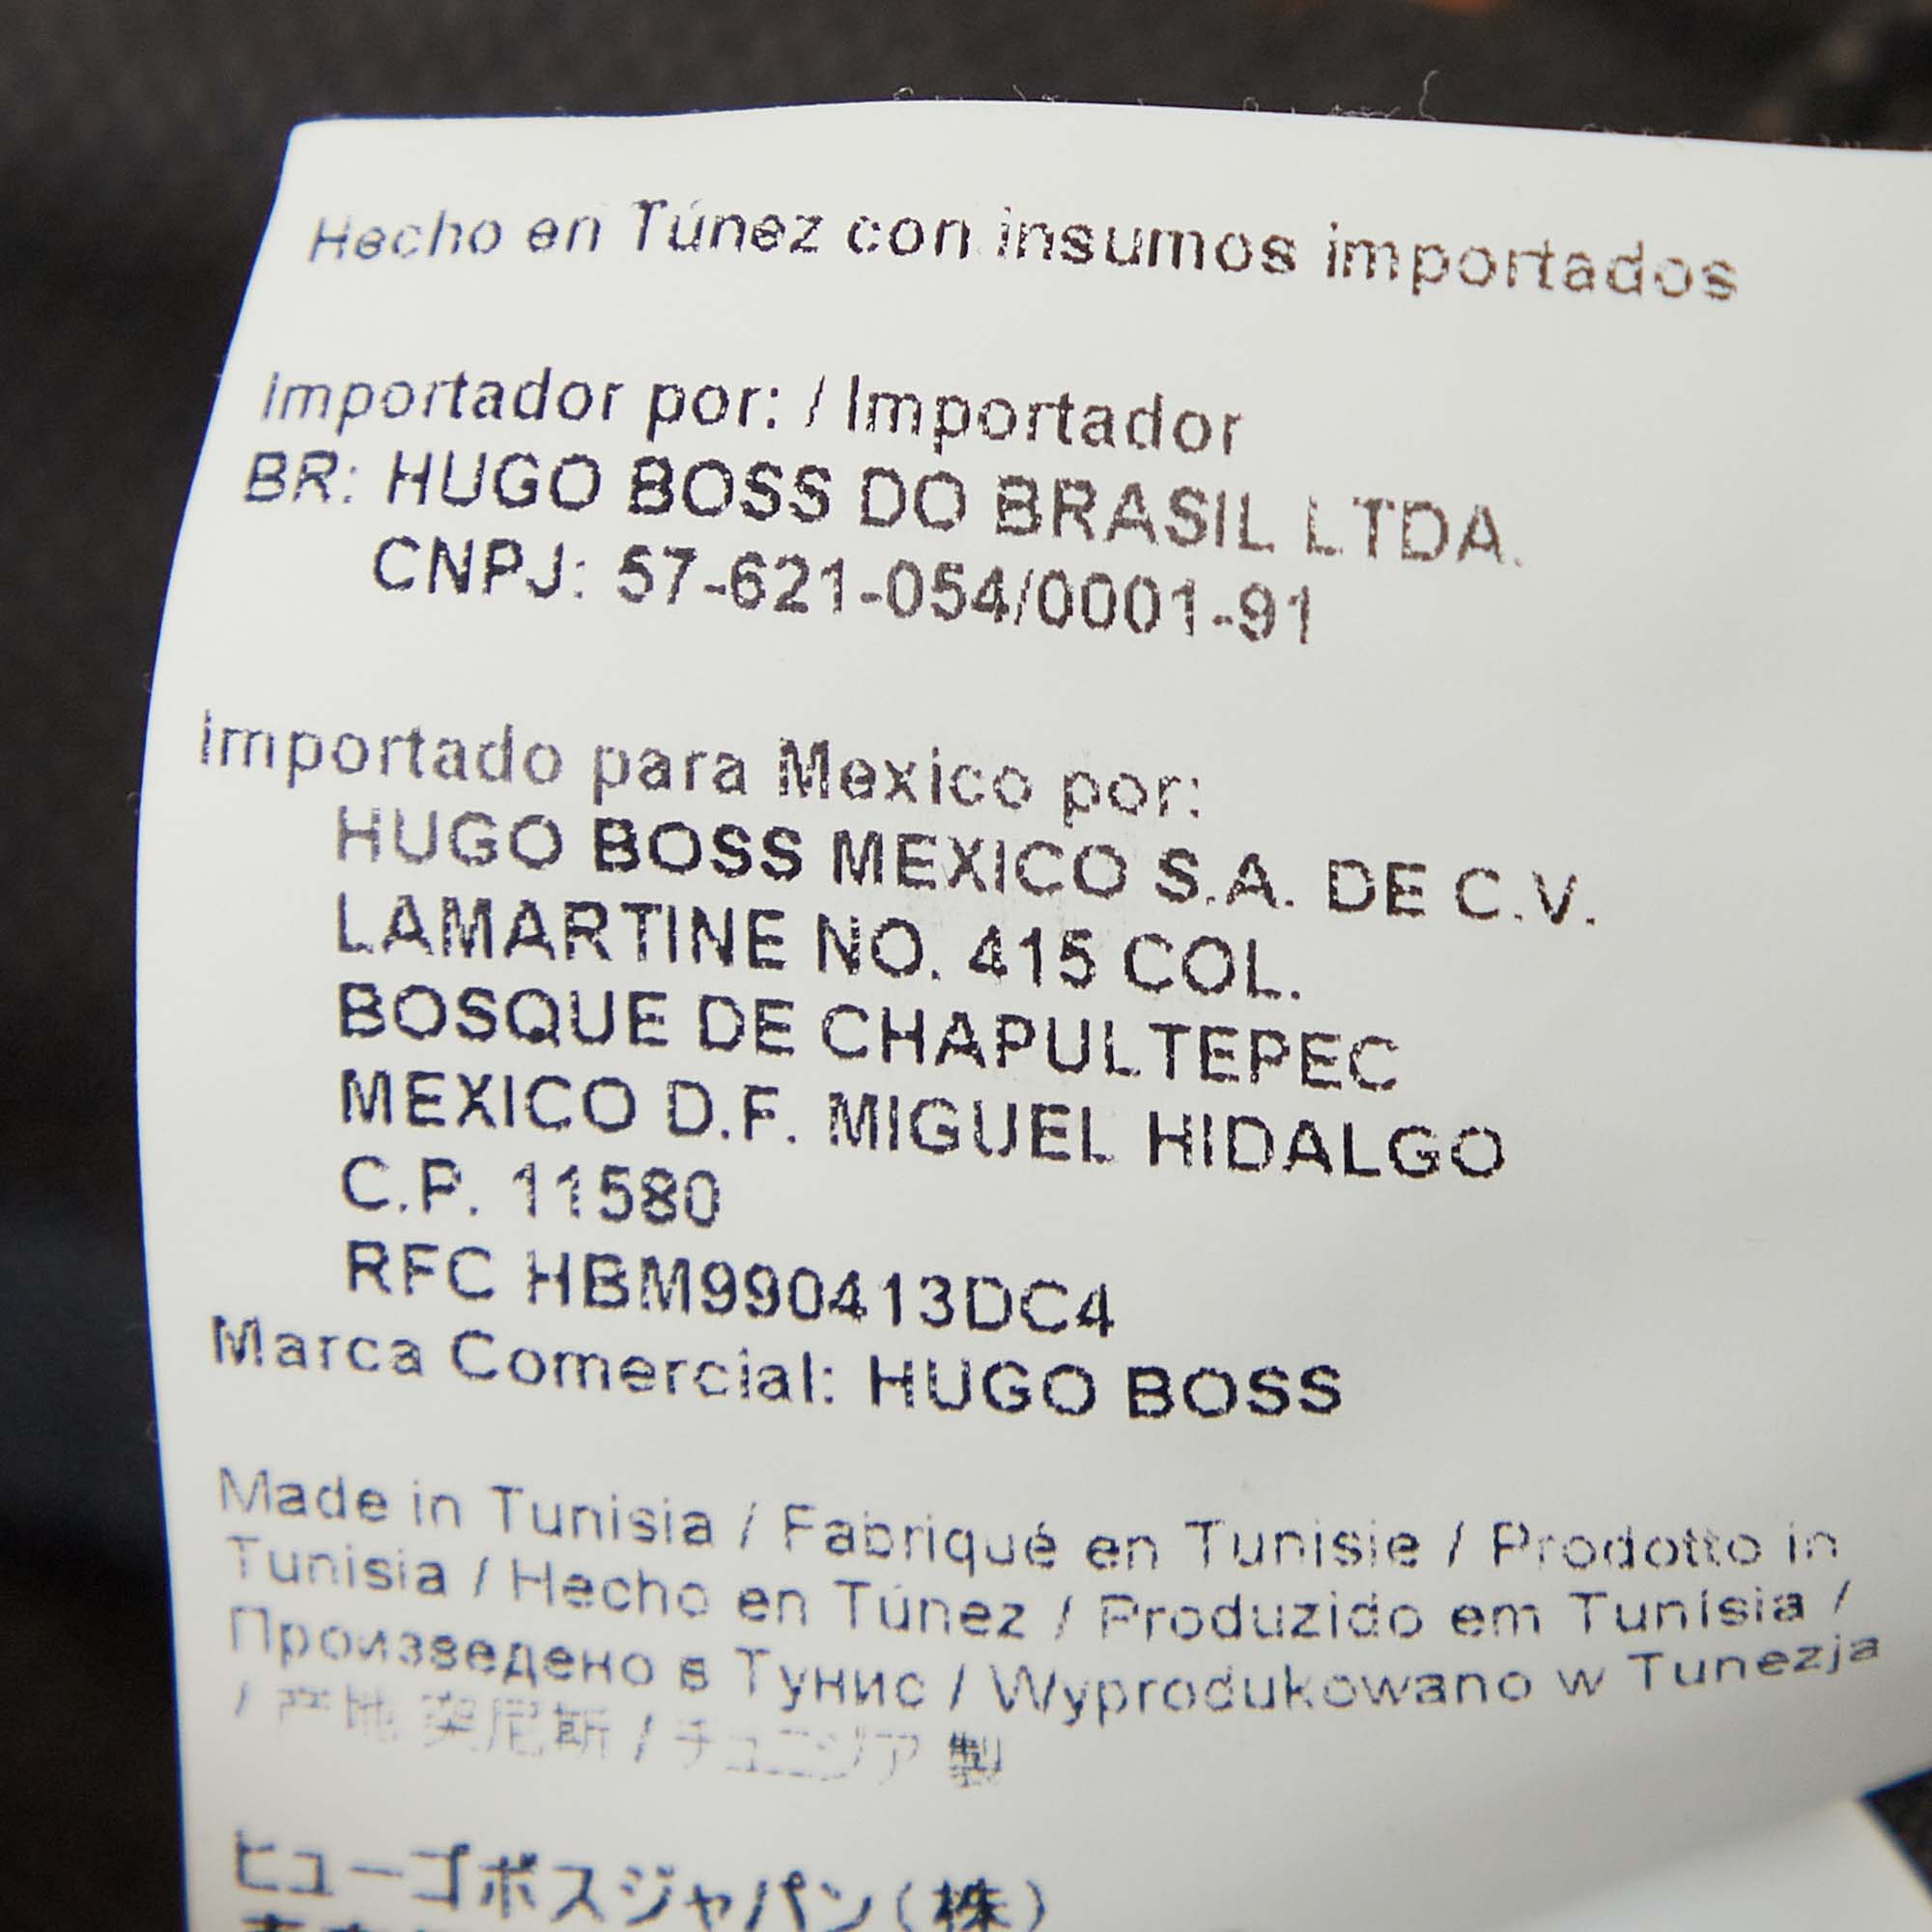 Hecho en Túnez con insumos importados
Importador por: / Importador
BR: HUGO BOSS DO BRASIL LTDA.
CNPJ: 57-621-054/0001-91
Importado para Mexico por:
HUGO BOSS MEXICO S.A. DE C.V.
LAMARTINE NO. 415 COL.
BOSQUE DE CHAPULTEPEC
MEXICO D.F. MIGUEL HIDALGO
C.P. 11580
RFC HBM990413DC4
Marca Comercial: HUGO BOSS
Made in Tunisia / Fabriqué en Tunisie / Prodotto in
Tunisia / Hecho en Túnez / Produzido em Tunísia /
Произведено в Тунис / Wyprodukowano w Tunezja
/ 产地 突尼斯 / チュニジア 製
ヒューゴボスジャパン(株)